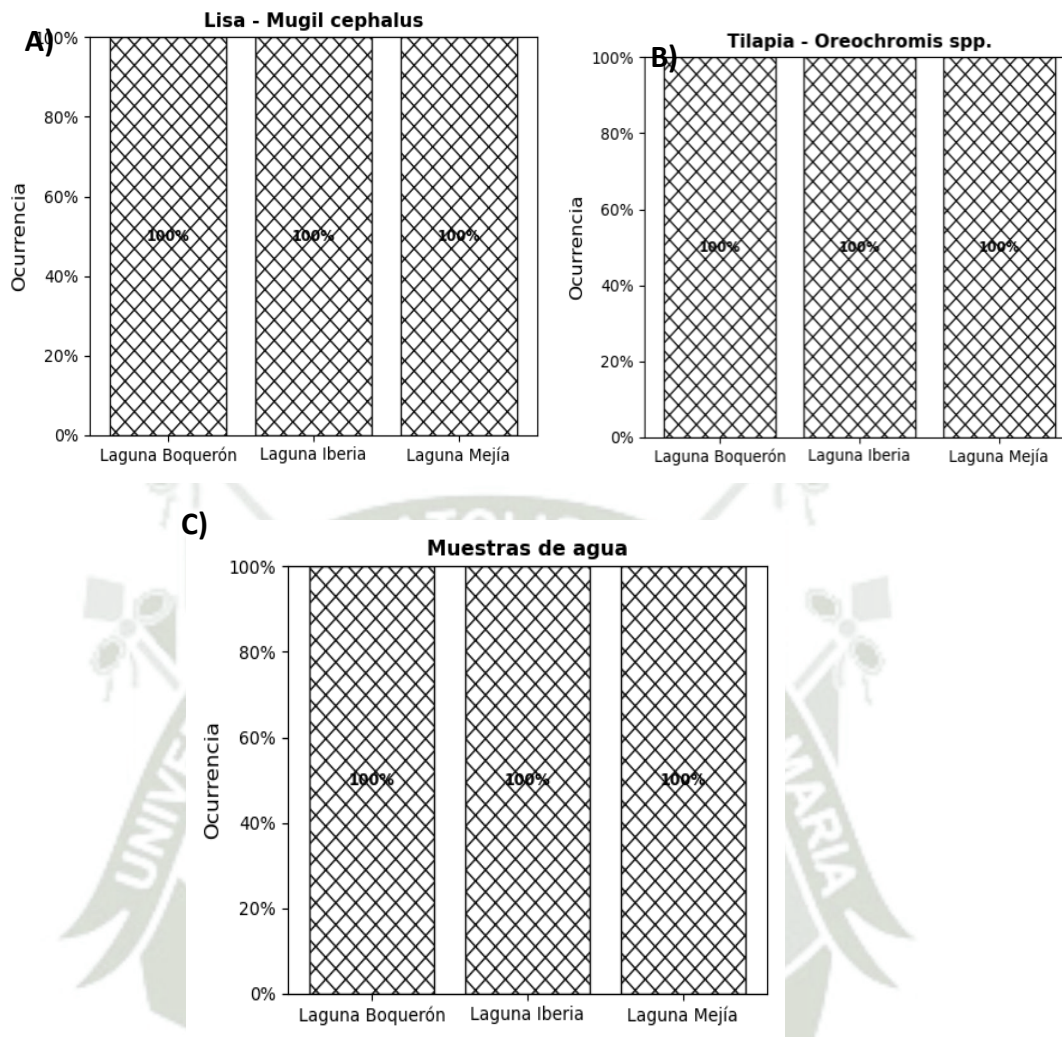 A)
Lisa - Mugil cephalus
Ocurrencia
100%
80%
60%
40%
20%
0%
100%
100%
100%
Laguna Boquerón
Laguna Iberia
Laguna Mejía
B)
Tilapia - Oreochromis spp.
Ocurrencia
100%
80%
60%
40%
20%
0%
100%
100%
100%
Laguna Boquerón
Laguna Iberia
Laguna Mejía
C)
Muestras de agua
Ocurrencia
100%
80%
60%
40%
20%
0%
100%
100%
100%
Laguna Boquerón
Laguna Iberia
Laguna Mejía
MARIA